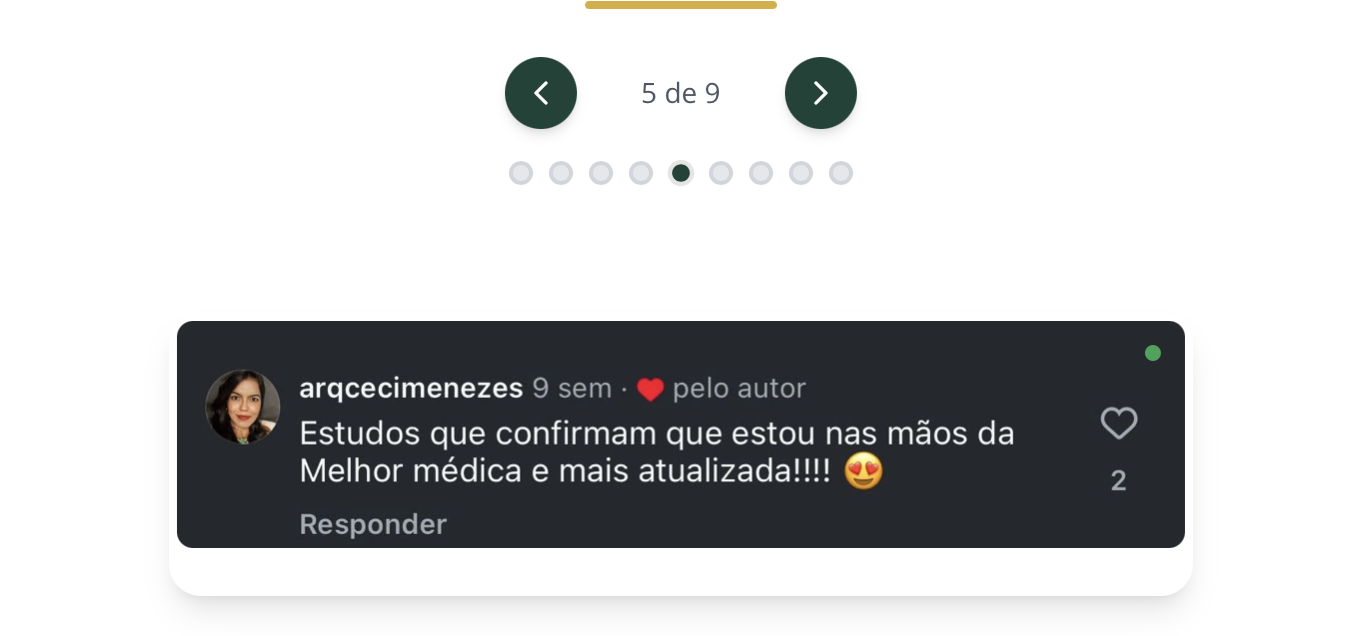 5 de 9
arqcecimenezes 9 sem · ❤️ pelo autor
Estudos que confirmam que estou nas mãos da
Melhor médica e mais atualizada!!!! 😍
2
Responder